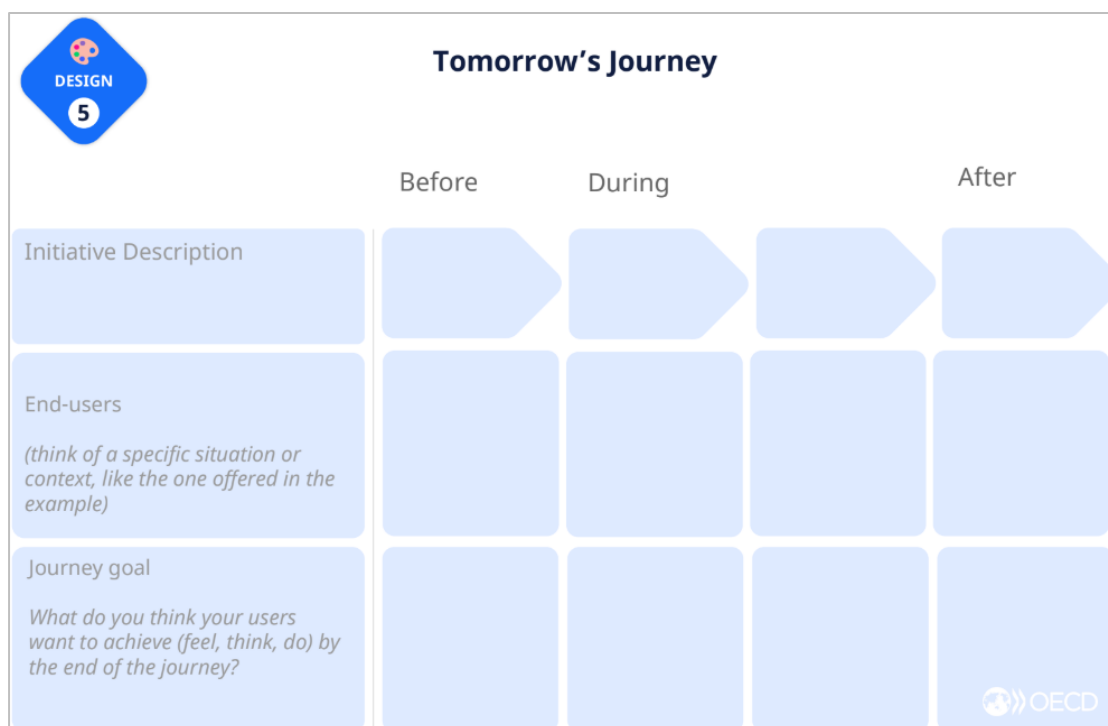 DESIGN
5
Tomorrow’s Journey
Before
During
After
Initiative Description
End-users
(think of a specific situation or
context, like the one offered in the
example)
Journey goal
What do you think your users
want to achieve (feel, think, do) by
the end of the journey?
OECD